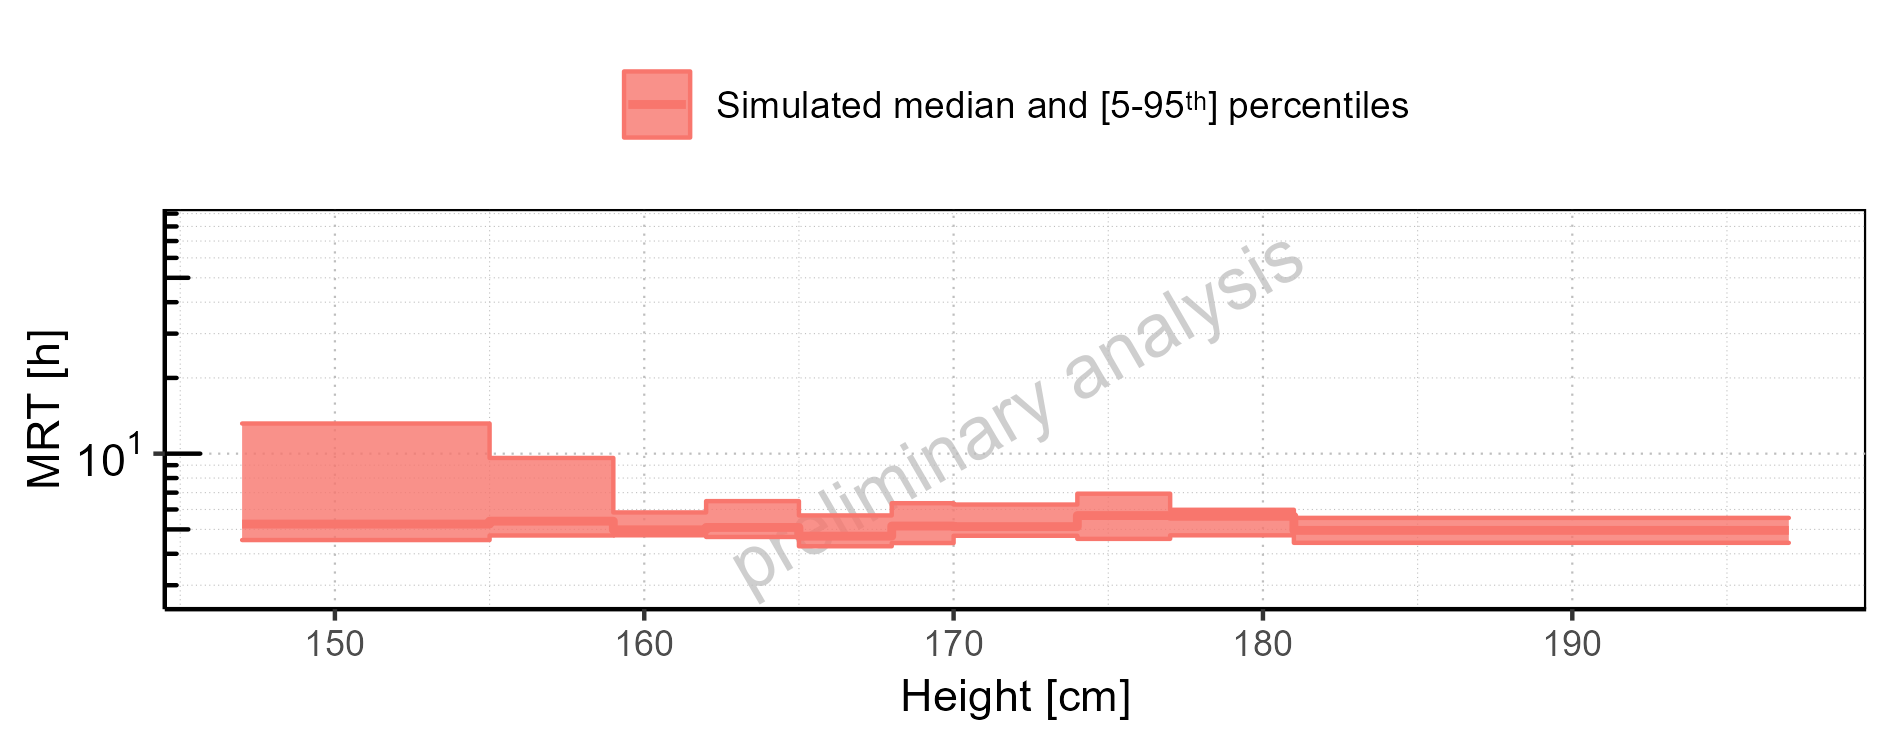 Simulated median and [5-95ᵗʰ] percentiles
preliminary analysis
MRT [h]
10¹
150 160 170 180 190
Height [cm]